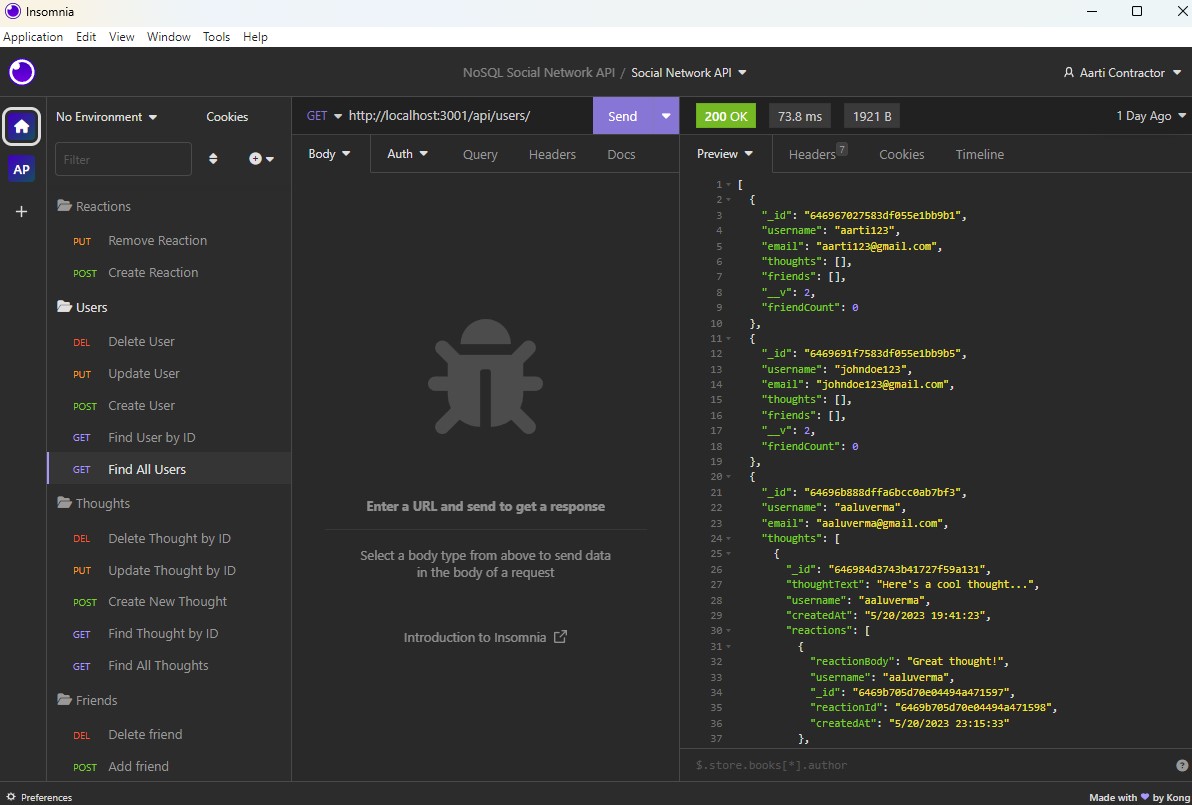 Insomnia
Application Edit View Window Tools Help
NoSQL Social Network API / Social Network API
Aarti Contractor
AP
No Environment
Cookies
Filter
Reactions
PUT Remove Reaction
POST Create Reaction
Users
DEL Delete User
PUT Update User
POST Create User
GET Find User by ID
GET Find All Users
Thoughts
DEL Delete Thought by ID
PUT Update Thought by ID
POST Create New Thought
GET Find Thought by ID
GET Find All Thoughts
Friends
DEL Delete friend
POST Add friend
Preferences
GET http://localhost:3001/api/users/ Send
Body Auth Query Headers Docs
Enter a URL and send to get a response
Select a body type from above to send data
in the body of a request
Introduction to Insomnia
200 OK 73.8 ms 1921 B 1 Day Ago
Preview Headers 7 Cookies Timeline
1 [
2 {
3 "_id": "646967027583df055e1bb9b1",
4 "username": "aarti123",
5 "email": "aarti123@gmail.com",
6 "thoughts": [],
7 "friends": [],
8 "__v": 2,
9 "friendCount": 0
10 },
11 {
12 "_id": "6469691f7583df055e1bb9b5",
13 "username": "johndoe123",
14 "email": "johndoe123@gmail.com",
15 "thoughts": [],
16 "friends": [],
17 "__v": 2,
18 "friendCount": 0
19 },
20 {
21 "_id": "64696b888dffa6bcc0ab7bf3",
22 "username": "aaluverma",
23 "email": "aaluverma@gmail.com",
24 "thoughts": [
25 {
26 "_id": "646984d3743b41727f59a131",
27 "thoughtText": "Here's a cool thought...",
28 "username": "aaluverma",
29 "createdAt": "5/20/2023 19:41:23",
30 "reactions": [
31 {
32 "reactionBody": "Great thought!",
33 "username": "aaluverma",
34 "_id": "6469b705d70e04494a471597",
35 "reactionId": "6469b705d70e04494a471598",
36 "createdAt": "5/20/2023 23:15:33"
37 },
$.store.books[*].author
Made with ♥ by Kong